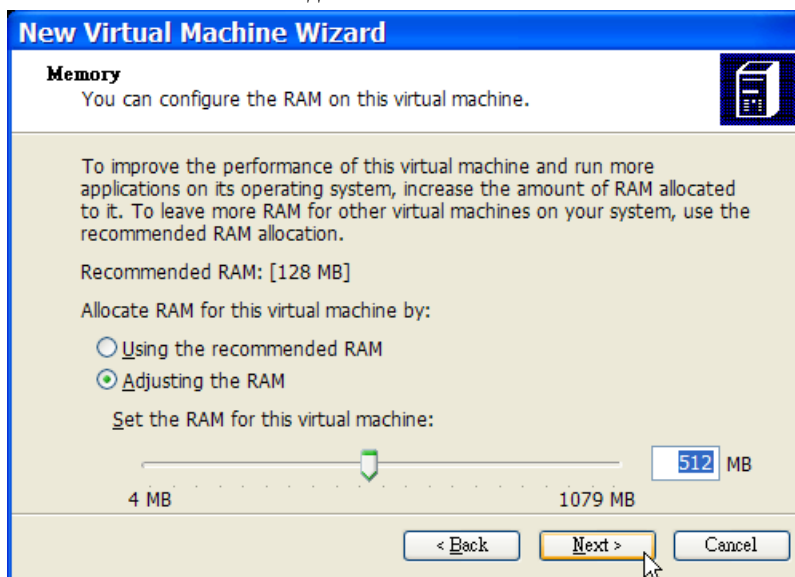 New Virtual Machine Wizard
Memory
You can configure the RAM on this virtual machine.
To improve the performance of this virtual machine and run more
applications on its operating system, increase the amount of RAM allocated
to it. To leave more RAM for other virtual machines on your system, use the
recommended RAM allocation.
Recommended RAM: [128 MB]
Allocate RAM for this virtual machine by:
Using the recommended RAM
Adjusting the RAM
Set the RAM for this virtual machine:
512 MB
4 MB 1079 MB
< Back Next > Cancel